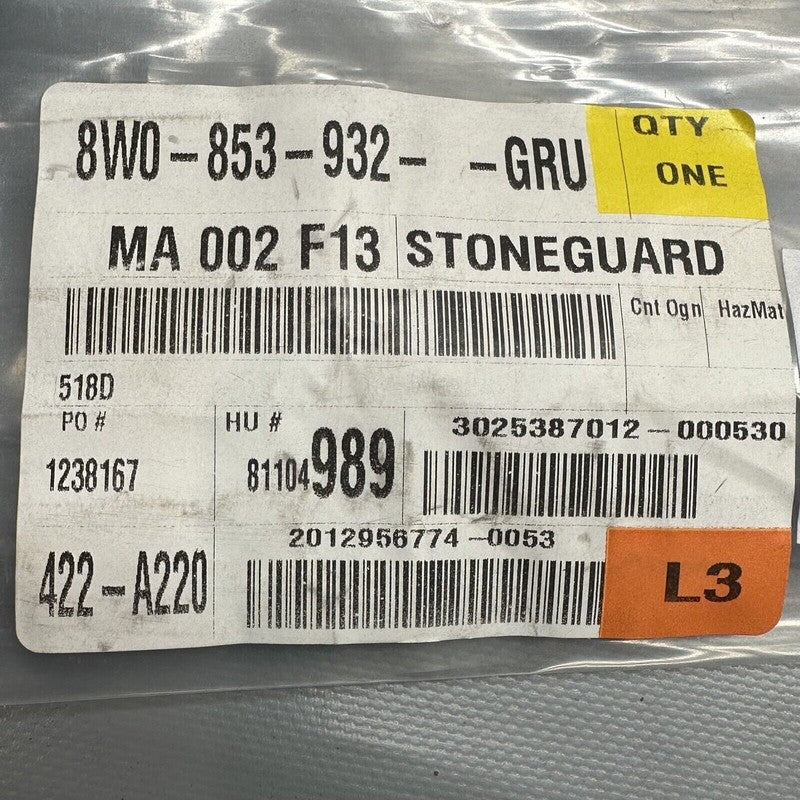 8W0-853-932- -GRU
QTY
ONE
MA 002 F13 STONEGUARD
Cnt Ogn HazMat
518D
PO # HU # 3025387012-000530
1238167 81104989
2012956774-0053
422-A220 L3